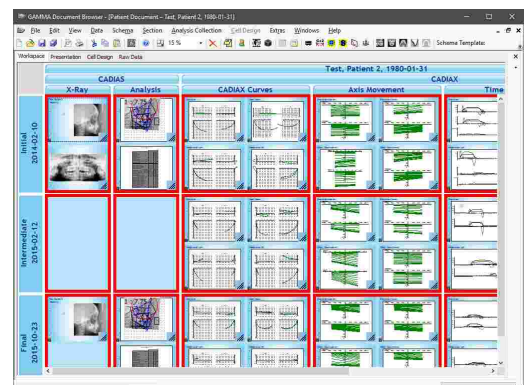 GAMMA Document Browser - [Patient Document - Test, Patient 2, 1980-01-31]
File Edit View Data Schema Section Analysis Collection Cell Design Extras Windows Help
15 % Schema Template:
Workspace Presentation Cell Design Raw Data
Test, Patient 2, 1980-01-31
CADIAS CADIAX
X-Ray Analysis CADIAX Curves Axis Movement Time
Initial
2014-02-10
Intermediate
2015-02-12
Final
2015-10-23